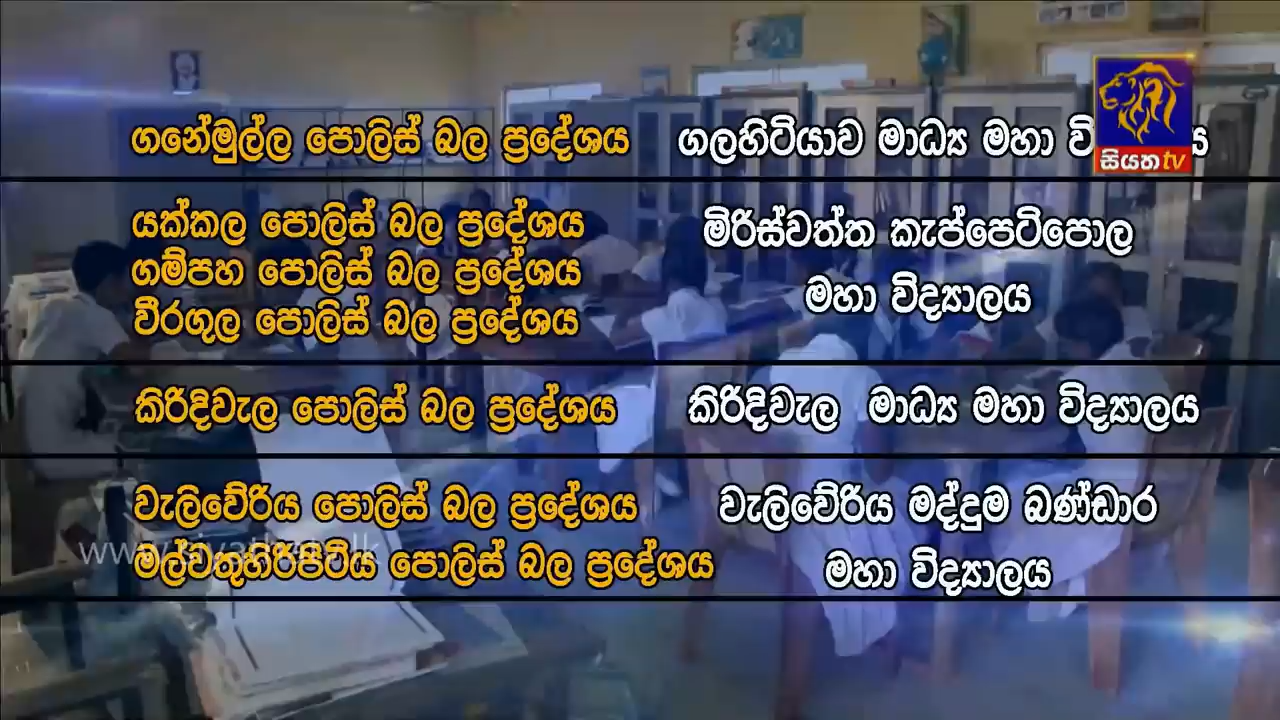 ගනේමුල්ල පොලිස් බල ප්‍රදේශය ගලහිටියාව මාධ්‍ය මහා
සියත tv
යක්කල පොලිස් බල ප්‍රදේශය
ගම්පහ පොලිස් බල ප්‍රදේශය
වීරගුල පොලිස් බල ප්‍රදේශය
මිරිස්වත්ත කැප්පෙටිපොල
මහා විද්‍යාලය
කිරිදිවැල පොලිස් බල ප්‍රදේශය කිරිදිවැල මාධ්‍ය මහා විද්‍යාලය
වැලිවේරිය පොලිස් බල ප්‍රදේශය
මල්වතුහිරිපිටිය පොලිස් බල ප්‍රදේශය
වැලිවේරිය මද්දුම බණ්ඩාර
මහා විද්‍යාලය